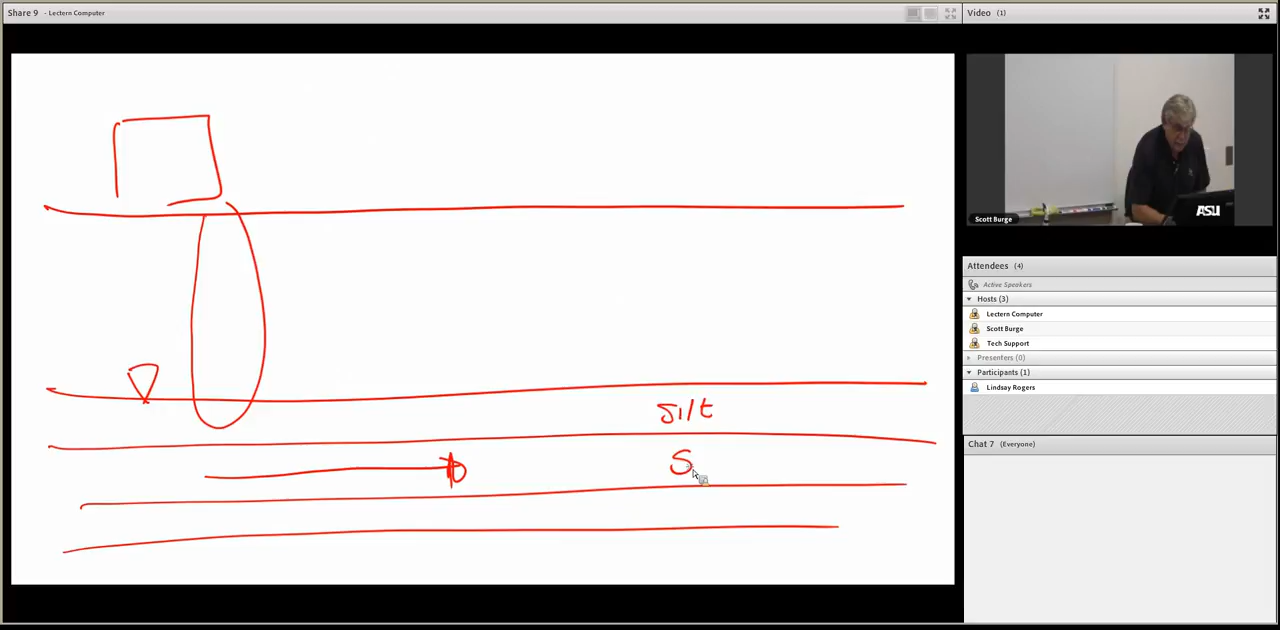 Share 9 - Lectern Computer
Video (1)
silt
S
ASU
Scott Burge
Attendees (4)
Active Speakers
Hosts (3)
Lectern Computer
Scott Burge
Tech Support
Presenters (0)
Participants (1)
Lindsay Rogers
Chat 7 (Everyone)